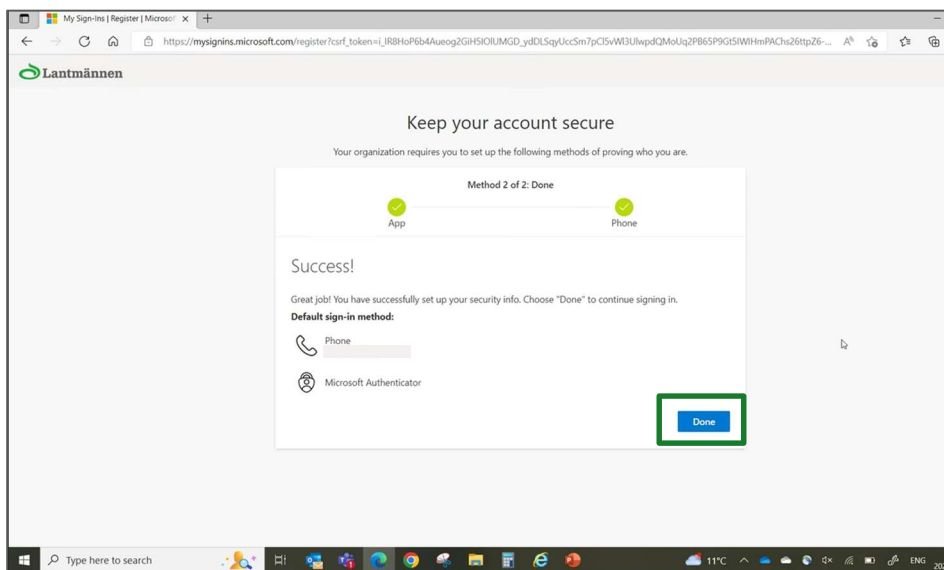 My Sign-Ins | Register | Microsof
https://mysignins.microsoft.com/register?csrf_token=
Lantmännen
Keep your account secure
Your organization requires you to set up the following methods of proving who you are.
Method 2 of 2: Done
App
Phone
Success!
Great job! You have successfully set up your security info. Choose "Done" to continue signing in.
Default sign-in method:
Phone
Microsoft Authenticator
Done
Type here to search
11°C
ENG